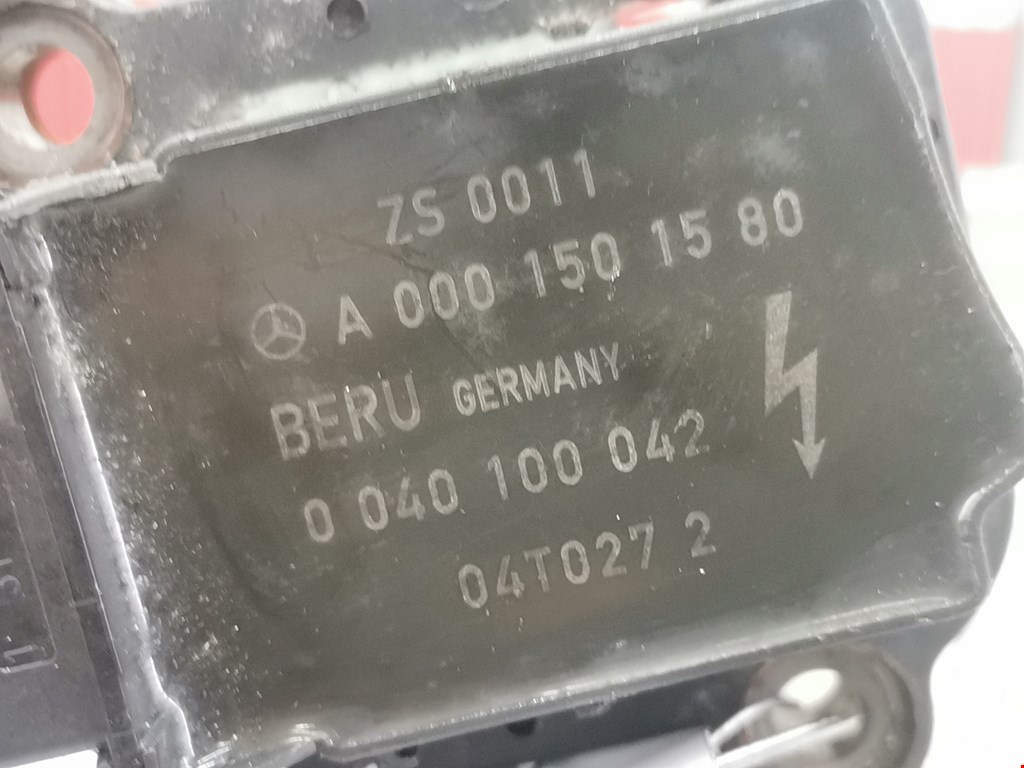 ZS 0011
A 000 150 15 80
BERU GERMANY
0 040 100 042
04T027 2